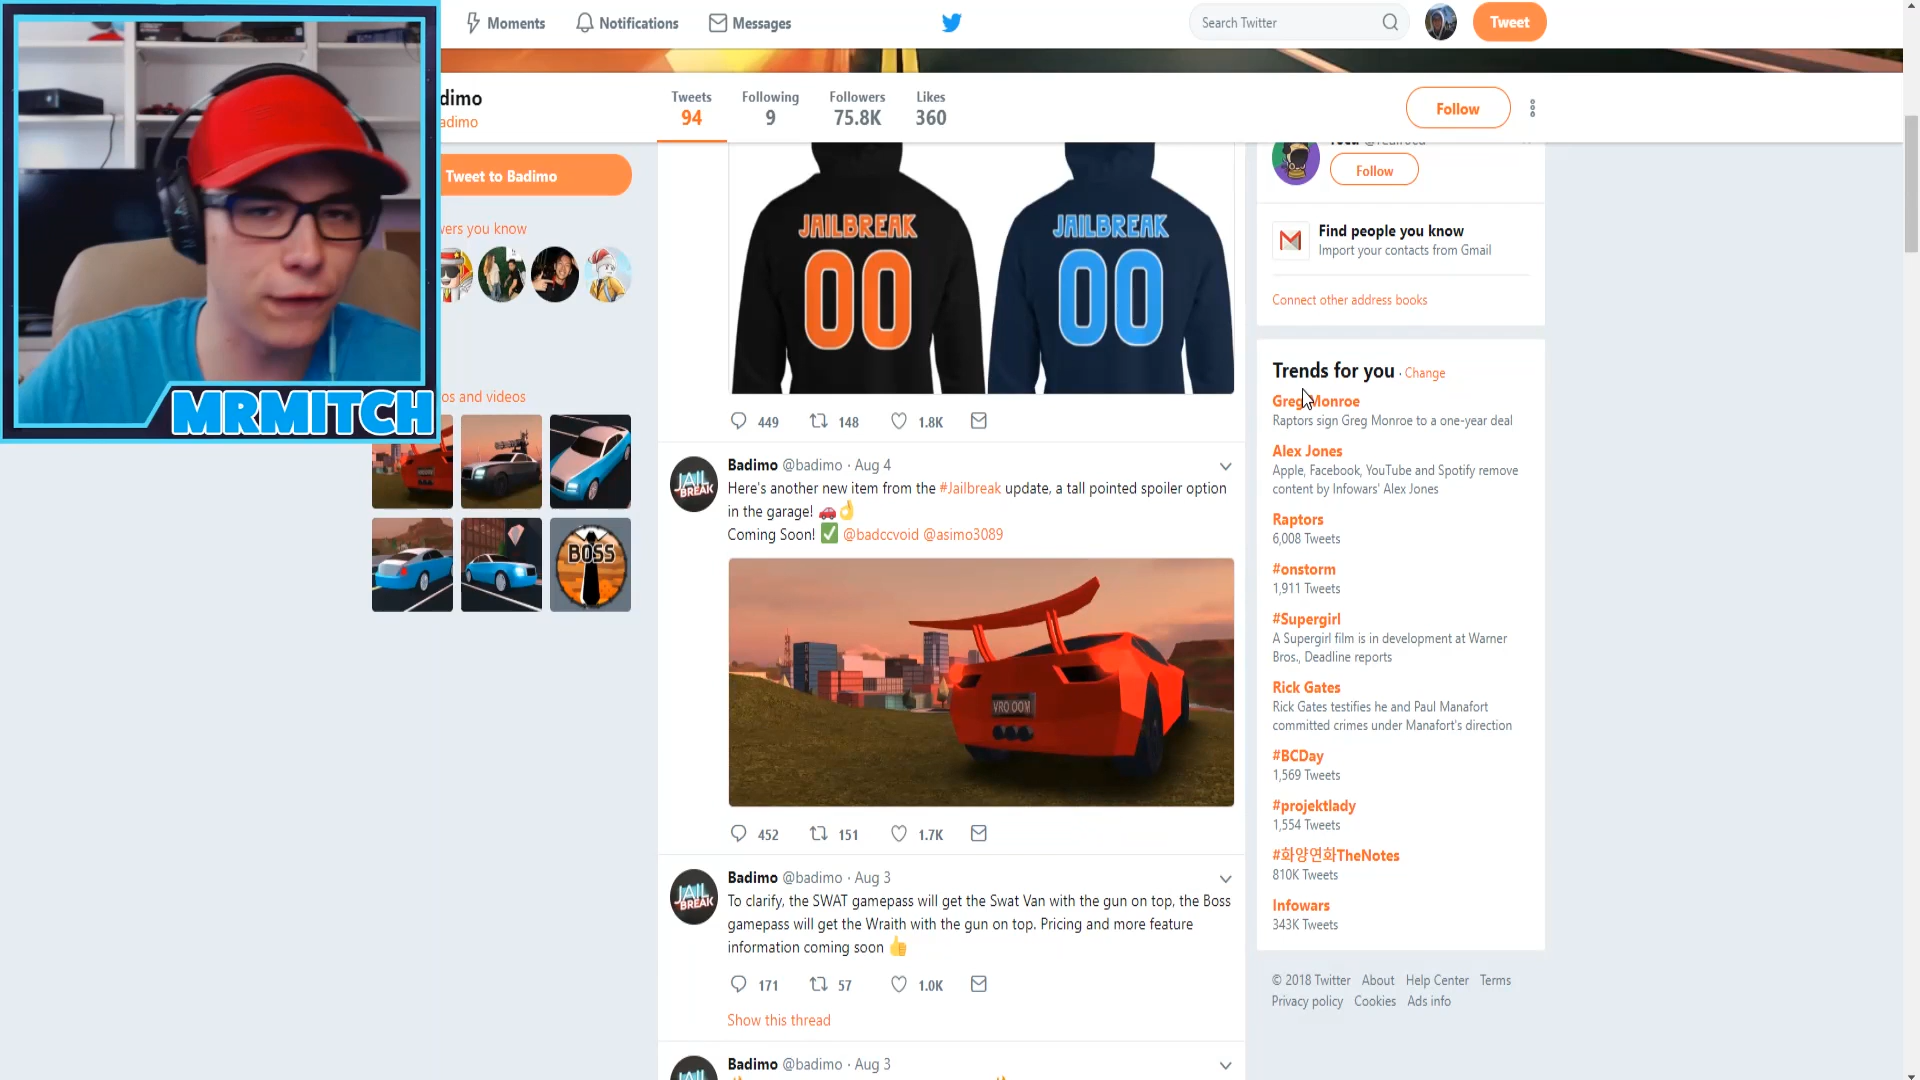 Moments
Notifications
Messages
Search Twitter
Tweet
dimo
adimo
Tweets
94
Following
9
Followers
75.8K
Likes
360
Follow
Tweet to Badimo
wers you know
os and videos
MRMITCH
BOSS
JAILBREAK
00
JAILBREAK
00
449
148
1.8K
JAIL
BREAK
Badimo @badimo · Aug 4
Here's another new item from the #Jailbreak update, a tall pointed spoiler option
in the garage! 🚗👌
Coming Soon! ✅ @badccvoid @asimo3089
VRO OOM
452
151
1.7K
JAIL
BREAK
Badimo @badimo · Aug 3
To clarify, the SWAT gamepass will get the Swat Van with the gun on top, the Boss
gamepass will get the Wraith with the gun on top. Pricing and more feature
information coming soon 👍
171
57
1.0K
Show this thread
Badimo @badimo · Aug 3
Follow
Find people you know
Import your contacts from Gmail
Connect other address books
Trends for you · Change
Greg Monroe
Raptors sign Greg Monroe to a one-year deal
Alex Jones
Apple, Facebook, YouTube and Spotify remove
content by Infowars' Alex Jones
Raptors
6,008 Tweets
#onstorm
1,911 Tweets
#Supergirl
A Supergirl film is in development at Warner
Bros., Deadline reports
Rick Gates
Rick Gates testifies he and Paul Manafort
committed crimes under Manafort's direction
#BCDay
1,569 Tweets
#projektlady
1,554 Tweets
#화양연화TheNotes
810K Tweets
Infowars
343K Tweets
© 2018 Twitter About Help Center Terms
Privacy policy Cookies Ads info